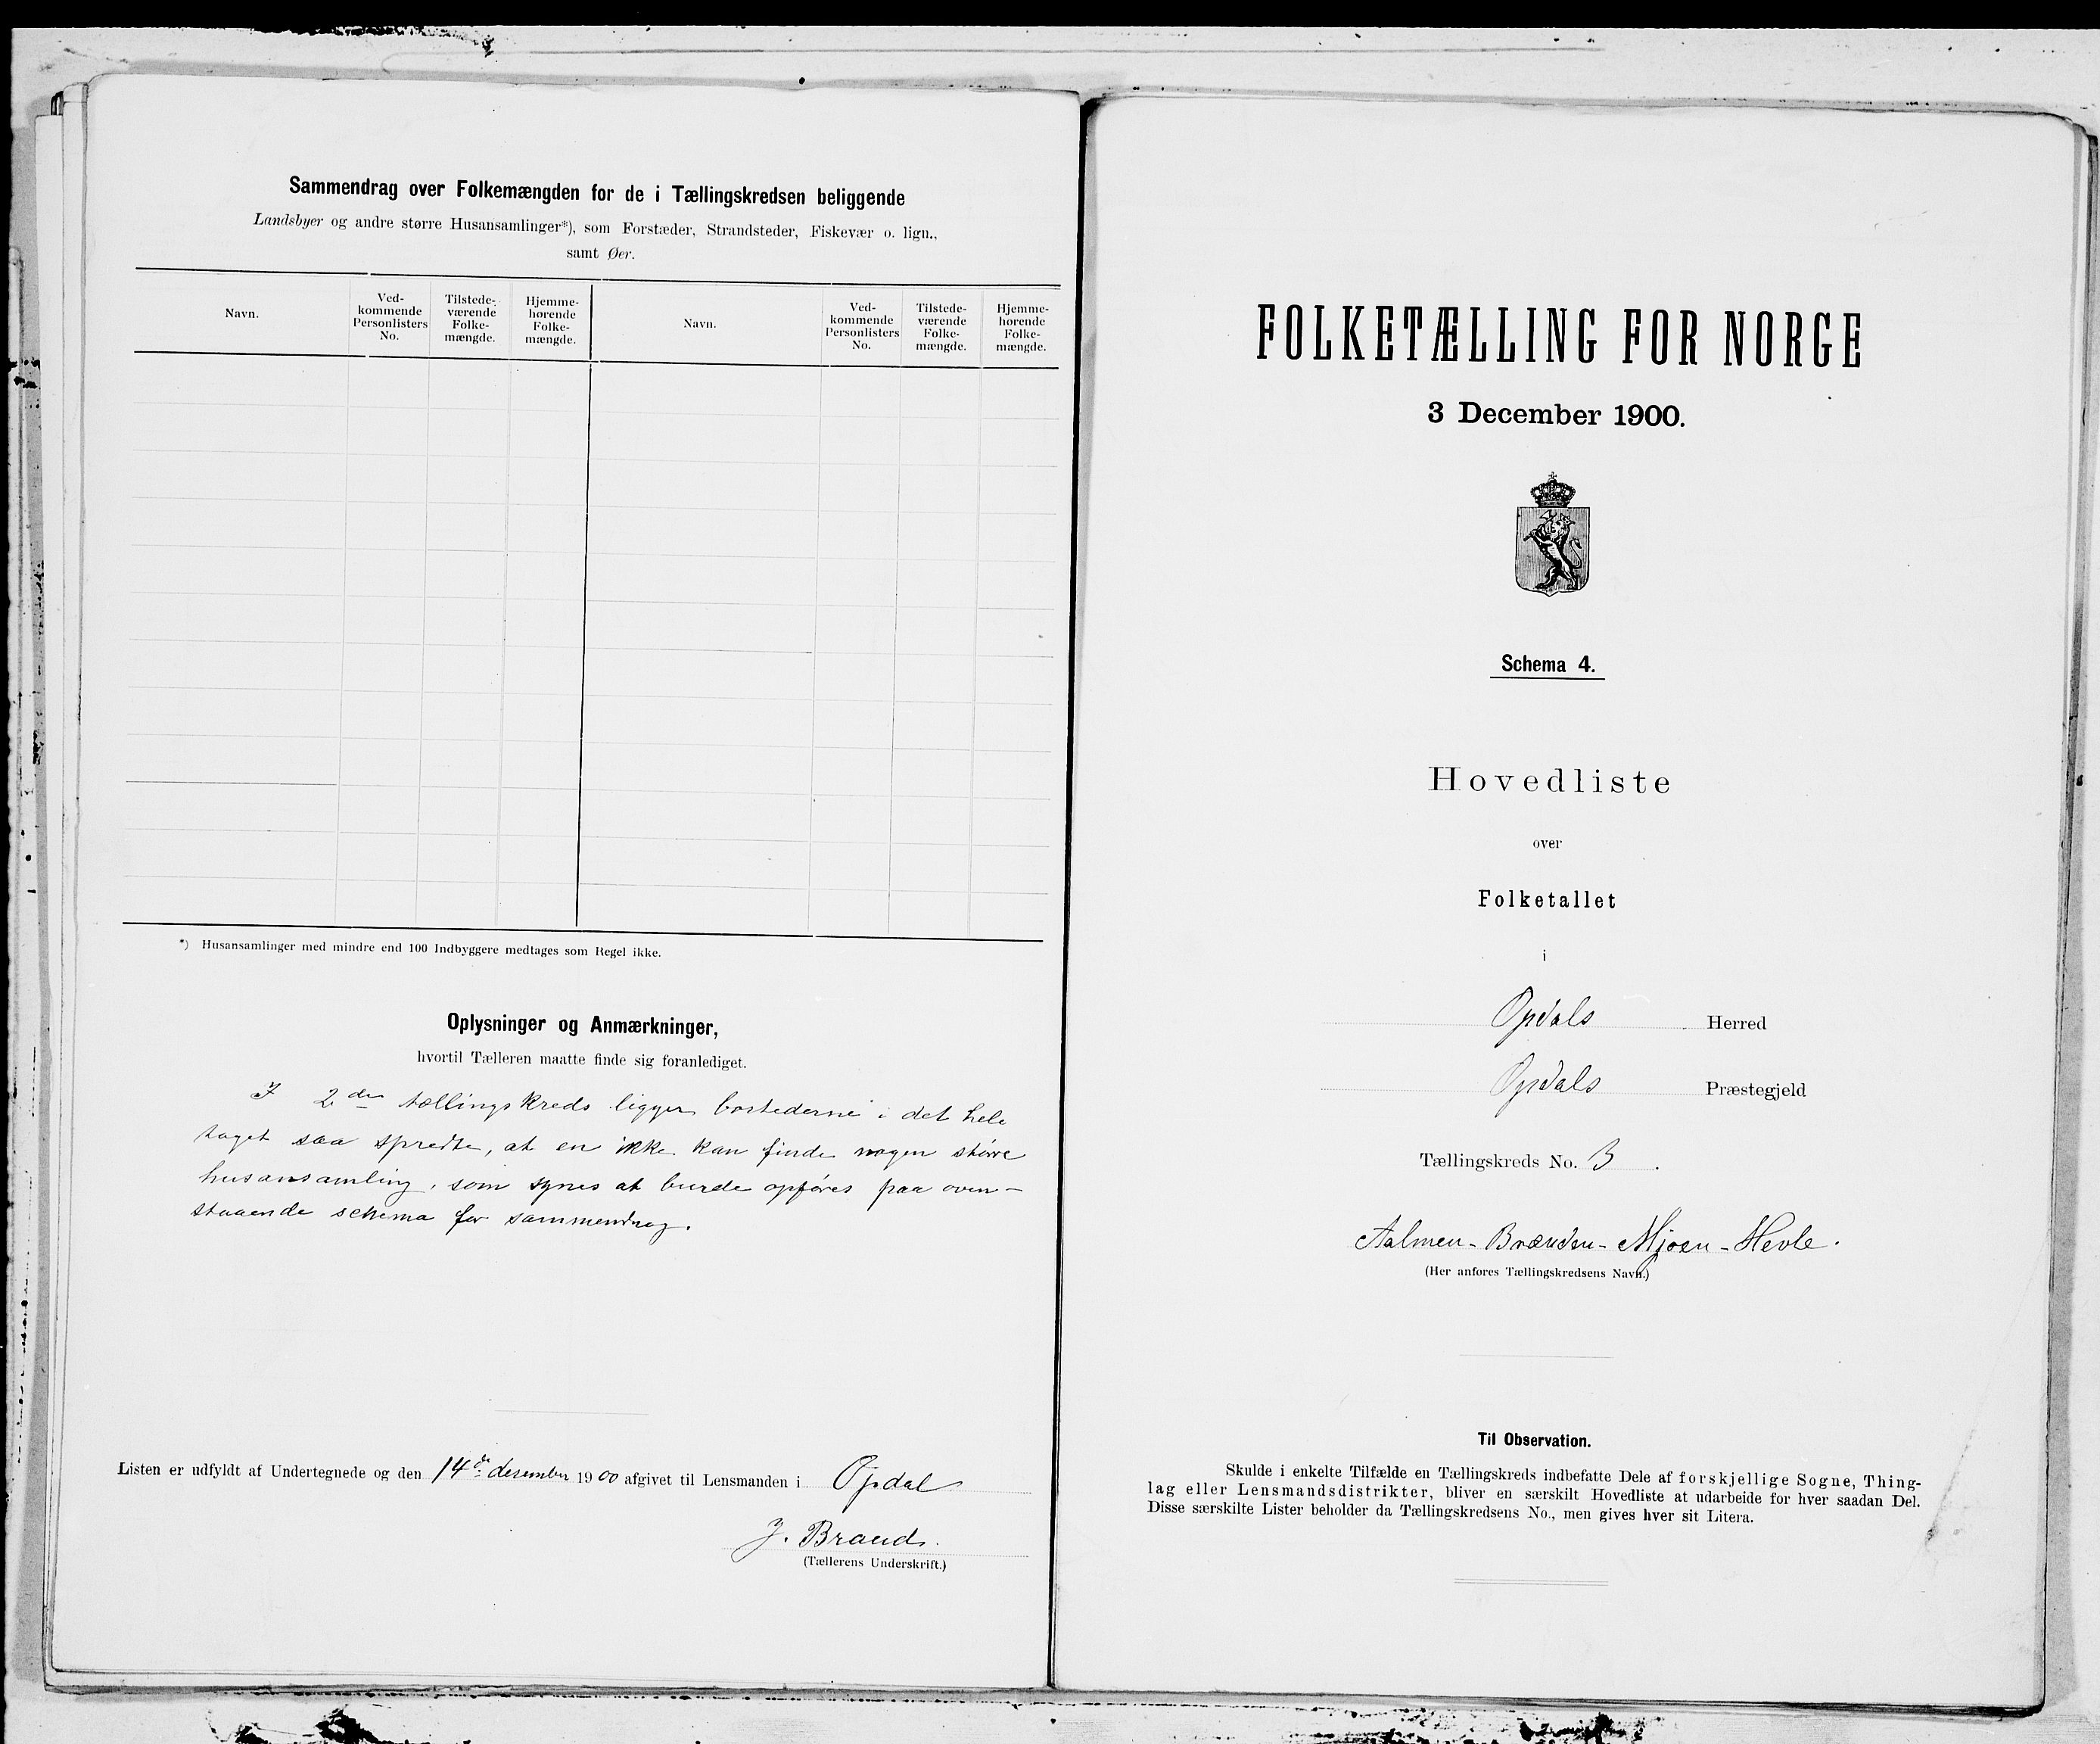 Sammendrag over Folkemængden for de i Tællingskredsen beliggende
Landsbyer og andre større Husansamlinger*), som Forstæder, Strandsteder, Fiskevær o. lign.,
samt Øer.
Navn.
Ved-
kommende
Personlisters
No.
Tilstede-
værende
Folke-
mængde.
Hjemme-
hørende
Folke-
mængde.
Navn.
Ved-
kommende
Personlisters
No.
Tilstede-
værende
Folke-
mængde.
Hjemme-
hørende
Folke-
mængde.
*) Husansamlinger med mindre end 100 Indbyggere medtages som Regel ikke.
Oplysninger og Anmærkninger,
hvortil Tælleren maatte finde sig foranlediget.
I 2den tællingskreds ligger bostederne i det hele
taget saa spredte, at en ikke kan finde nogen større
husansamling, som synes at burde opføres paa oven-
staaende schema for sammendrag.
Listen er udfyldt af Undertegnede og den 14de desember 1900 afgivet til Lensmanden i Opdal
J. Brands.
(Tællerens Underskrift.)
FOLKETÆLLING FOR NORGE
3 December 1900.
Schema 4.
Hovedliste
over
Folketallet
i
Opdals Herred
Opdals Præstegjeld
Tællingskreds No. 3.
Aalmen - Brænden - Mjoen - Hevle.
(Her anføres Tællingskredsens Navn.)
Til Observation.
Skulde i enkelte Tilfælde en Tællingskreds indbefatte Dele af forskjellige Sogne, Thing-
lag eller Lensmandsdistrikter, bliver en særskilt Hovedliste at udarbeide for hver saadan Del.
Disse særskilte Lister beholder da Tællingskredsens No., men gives hver sit Litera.